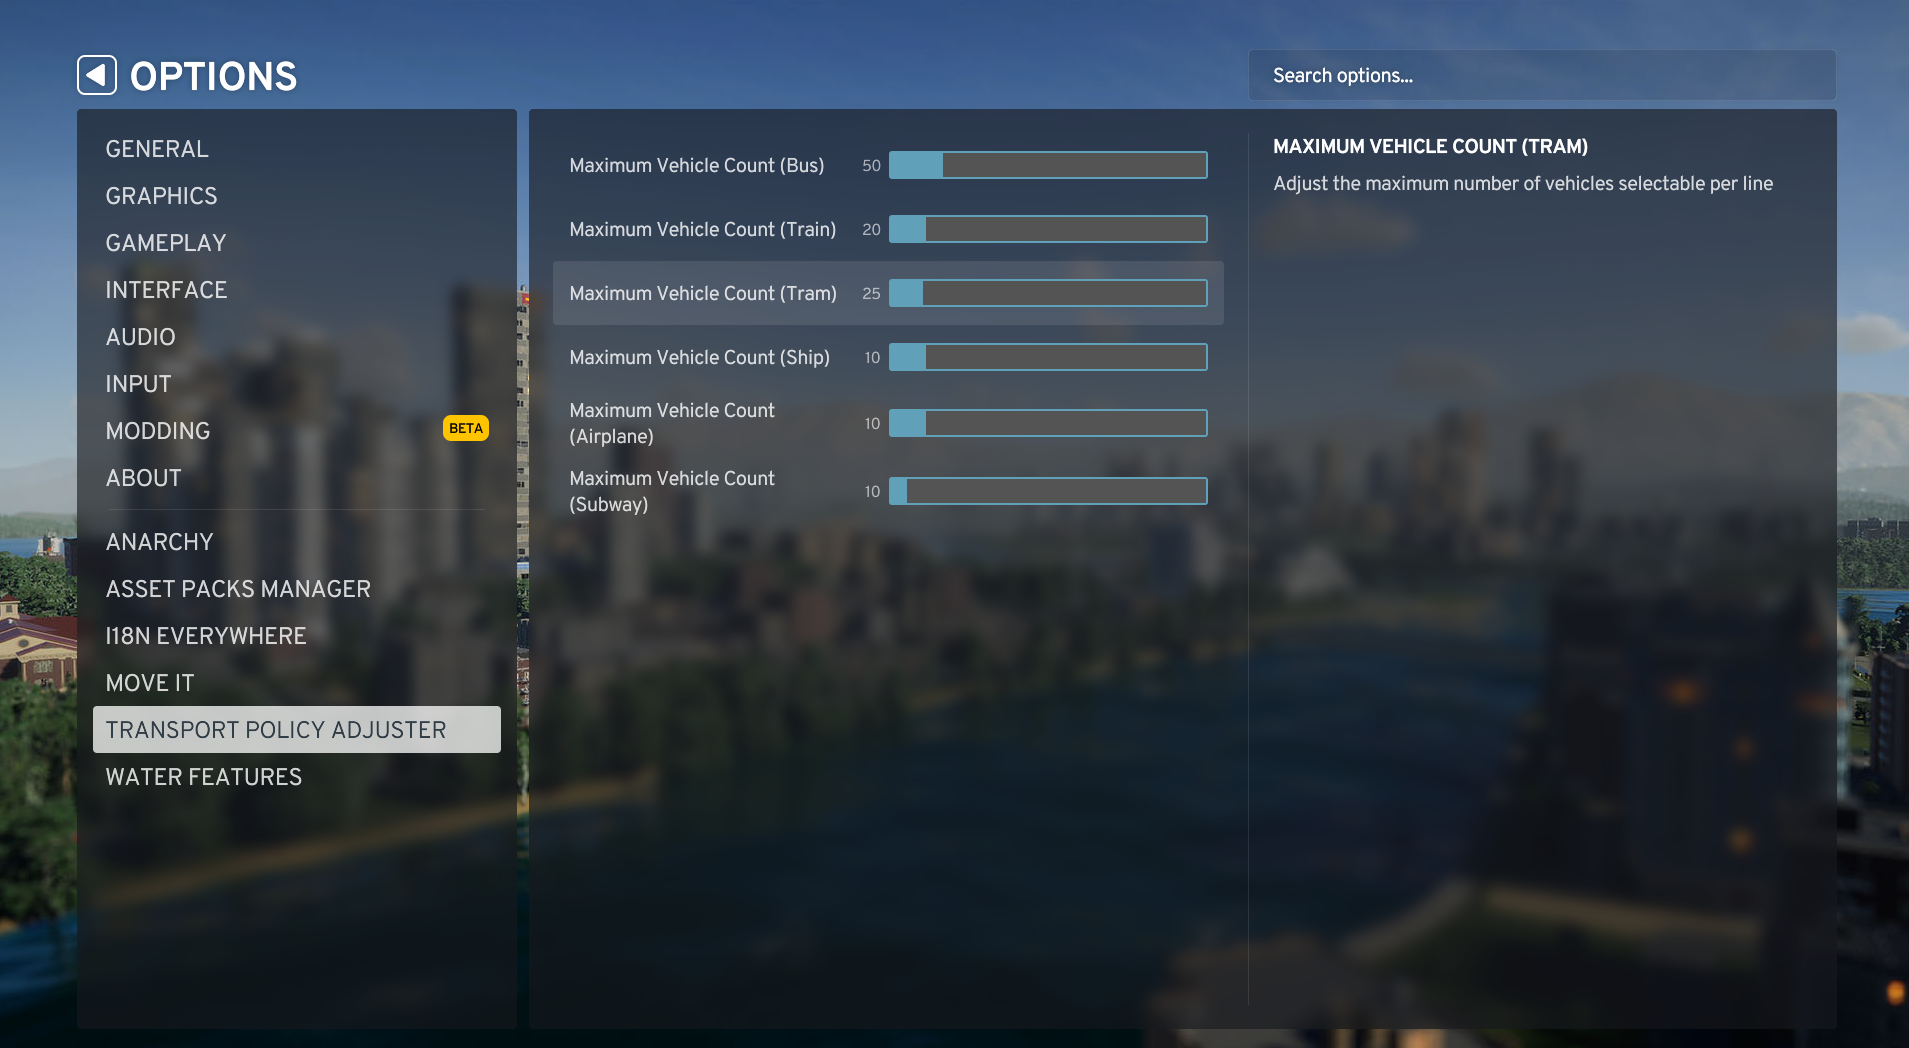 OPTIONS
Search options...
GENERAL
GRAPHICS
GAMEPLAY
INTERFACE
AUDIO
INPUT
MODDING
BETA
ABOUT
ANARCHY
ASSET PACKS MANAGER
I18N EVERYWHERE
MOVE IT
TRANSPORT POLICY ADJUSTER
WATER FEATURES
Maximum Vehicle Count (Bus) 50
Maximum Vehicle Count (Train) 20
Maximum Vehicle Count (Tram) 25
Maximum Vehicle Count (Ship) 10
Maximum Vehicle Count
(Airplane)
10
Maximum Vehicle Count
(Subway)
10
MAXIMUM VEHICLE COUNT (TRAM)
Adjust the maximum number of vehicles selectable per line